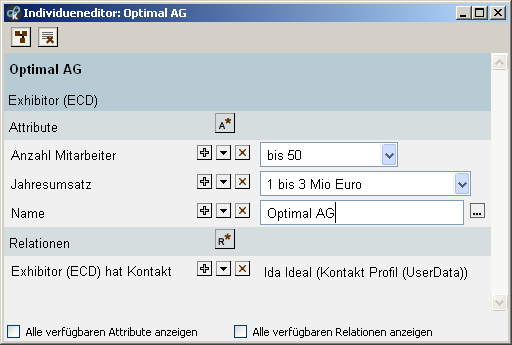 Individueneditor: Optimal AG
Optimal AG
Exhibitor (ECD)
Attribute A*
Anzahl Mitarbeiter bis 50
Jahresumsatz 1 bis 3 Mio Euro
Name Optimal AG ...
Relationen R*
Exhibitor (ECD) hat Kontakt Ida Ideal (Kontakt Profil (UserData))
Alle verfügbaren Attribute anzeigen Alle verfügbaren Relationen anzeigen